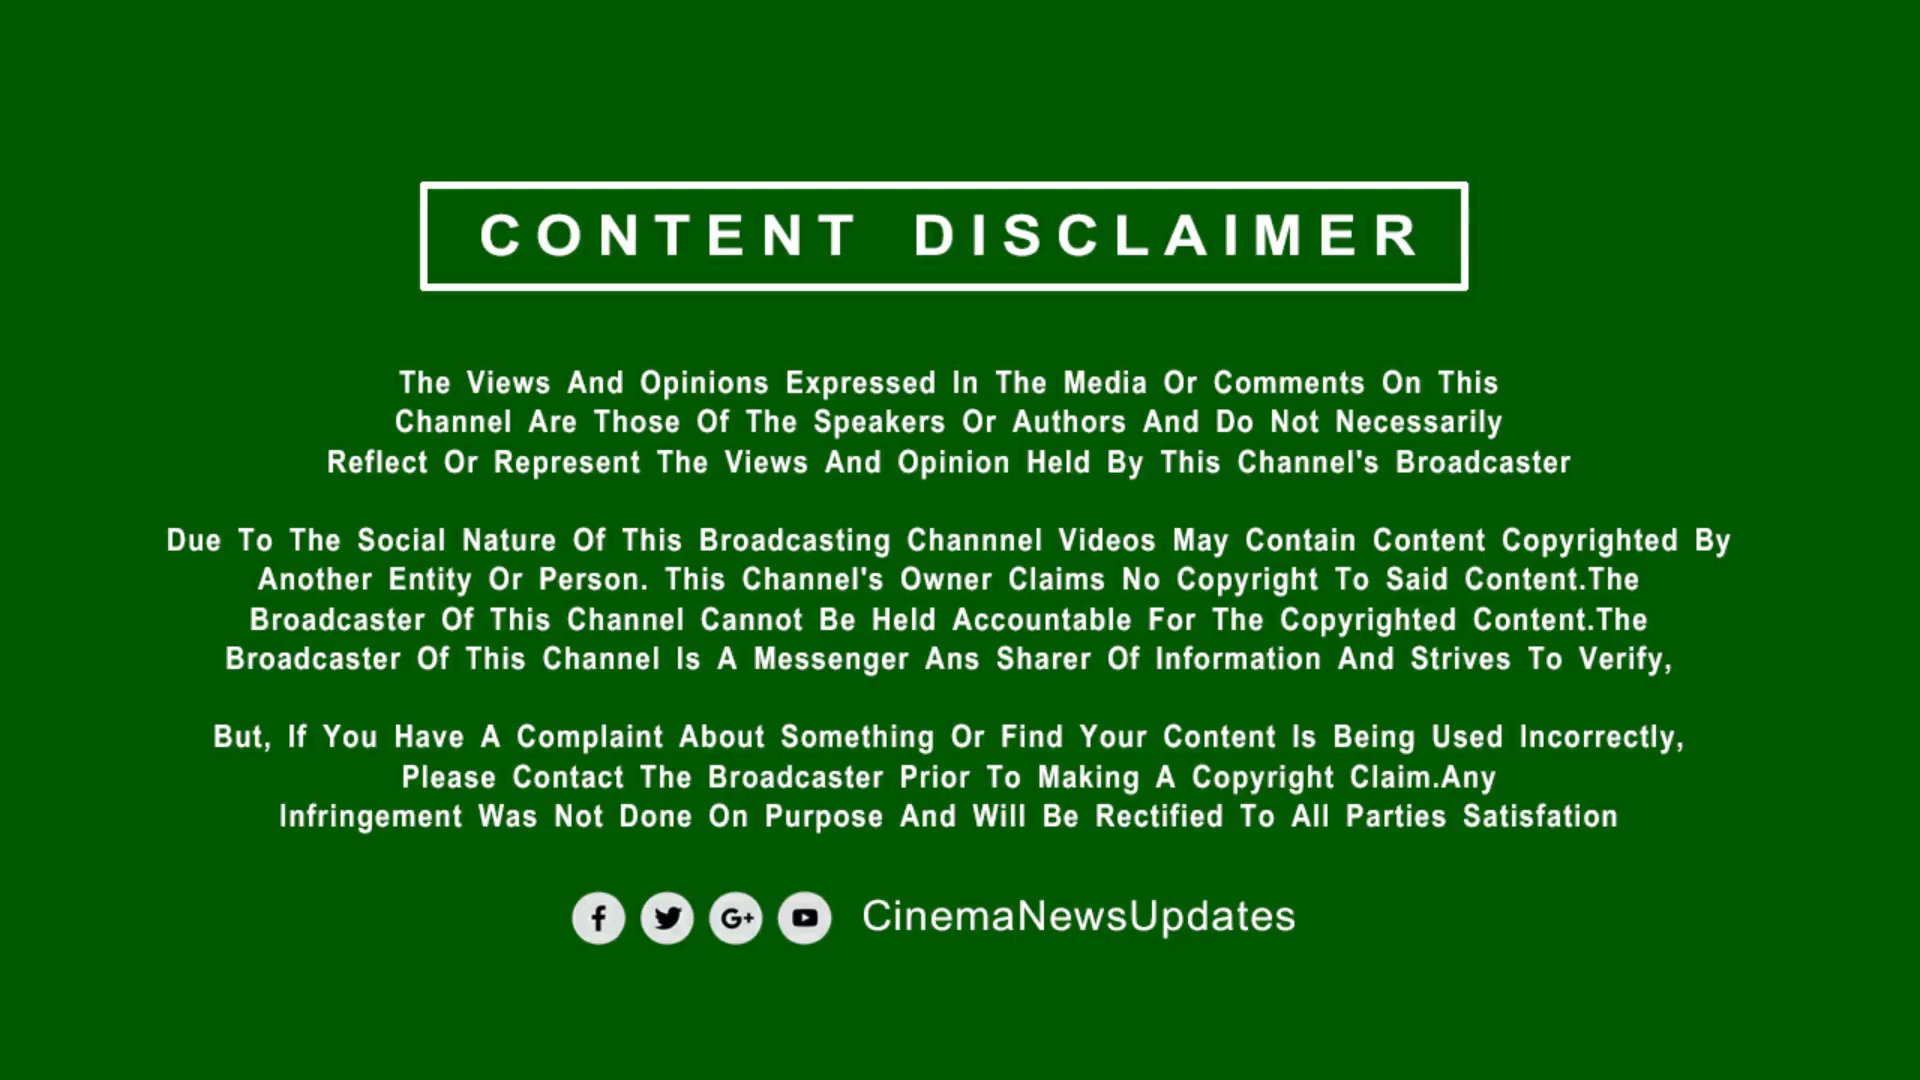 CONTENT DISCLAIMER
The Views And Opinions Expressed In The Media Or Comments On This
Channel Are Those Of The Speakers Or Authors And Do Not Necessarily
Reflect Or Represent The Views And Opinion Held By This Channel's Broadcaster
Due To The Social Nature Of This Broadcasting Channnel Videos May Contain Content Copyrighted By
Another Entity Or Person. This Channel's Owner Claims No Copyright To Said Content.The
Broadcaster Of This Channel Cannot Be Held Accountable For The Copyrighted Content.The
Broadcaster Of This Channel Is A Messenger Ans Sharer Of Information And Strives To Verify,
But, If You Have A Complaint About Something Or Find Your Content Is Being Used Incorrectly,
Please Contact The Broadcaster Prior To Making A Copyright Claim.Any
Infringement Was Not Done On Purpose And Will Be Rectified To All Parties Satisfation
f G+ CinemaNewsUpdates